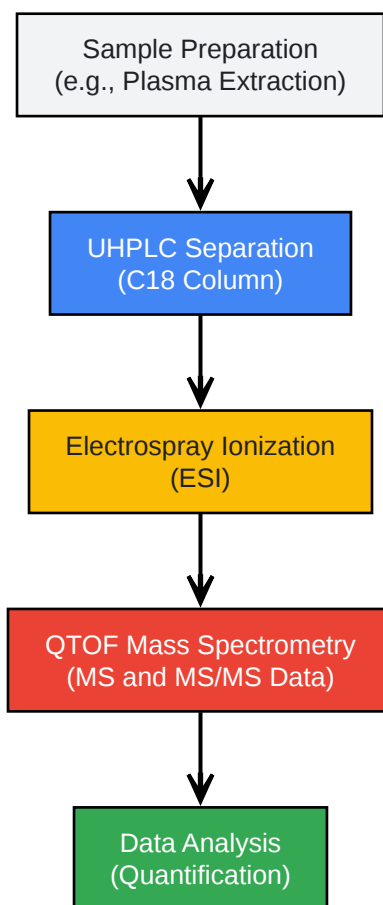 Sample Preparation
(e.g., Plasma Extraction)
UHPLC Separation
(C18 Column)
Electrospray Ionization
(ESI)
QTOF Mass Spectrometry
(MS and MS/MS Data)
Data Analysis
(Quantification)